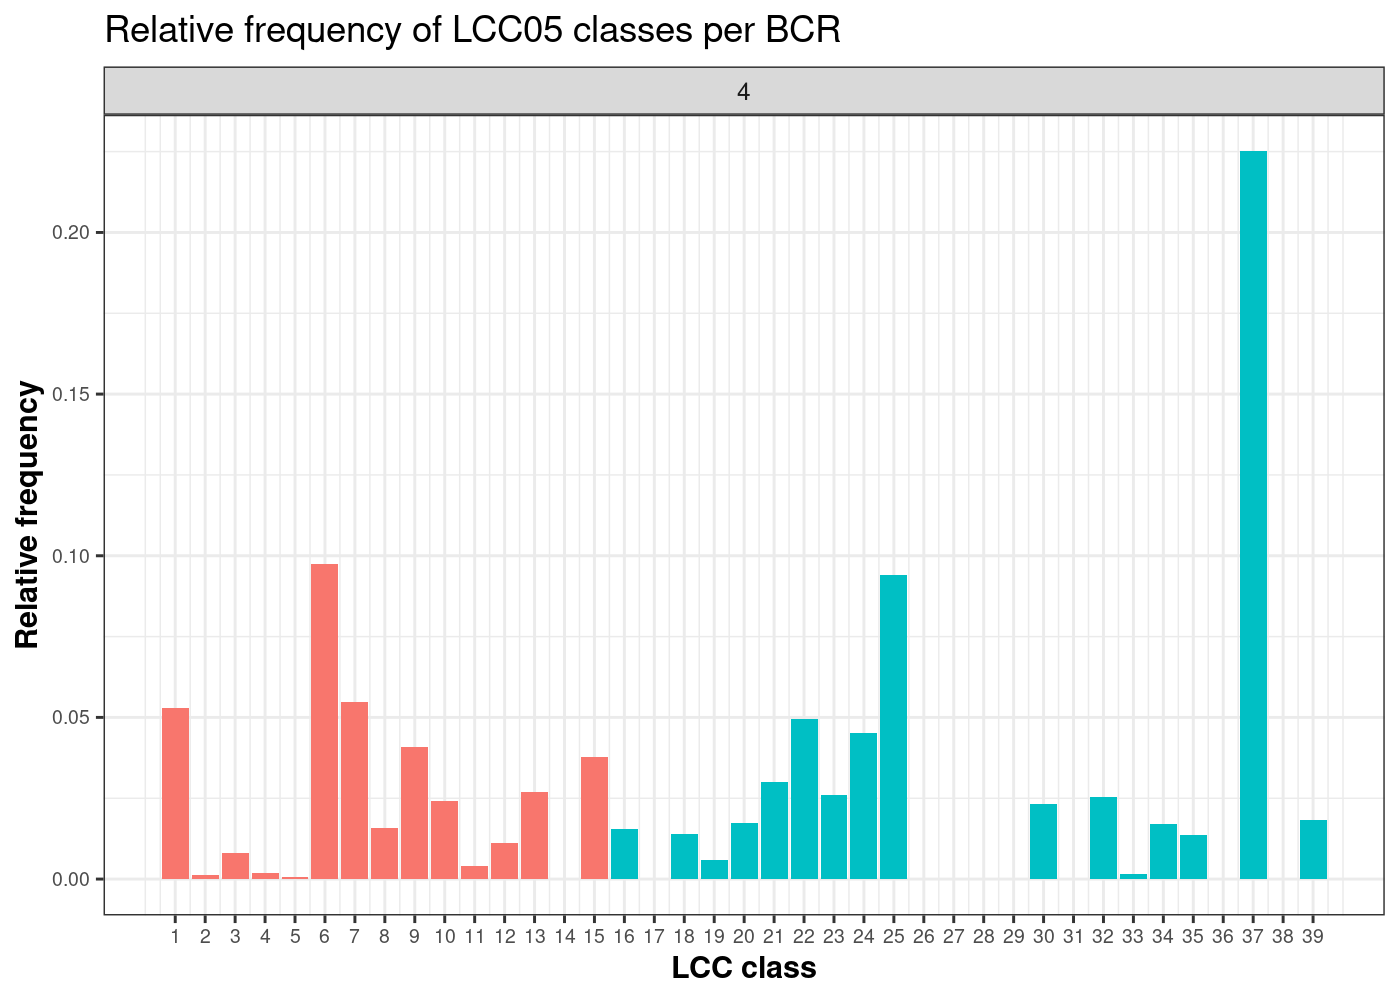 Relative frequency of LCC05 classes per BCR
4
Relative frequency
0.20
0.15
0.10
0.05
0.00
1 2 3 4 5 6 7 8 9 10 11 12 13 14 15 16 17 18 19 20 21 22 23 24 25 26 27 28 29 30 31 32 33 34 35 36 37 38 39
LCC class